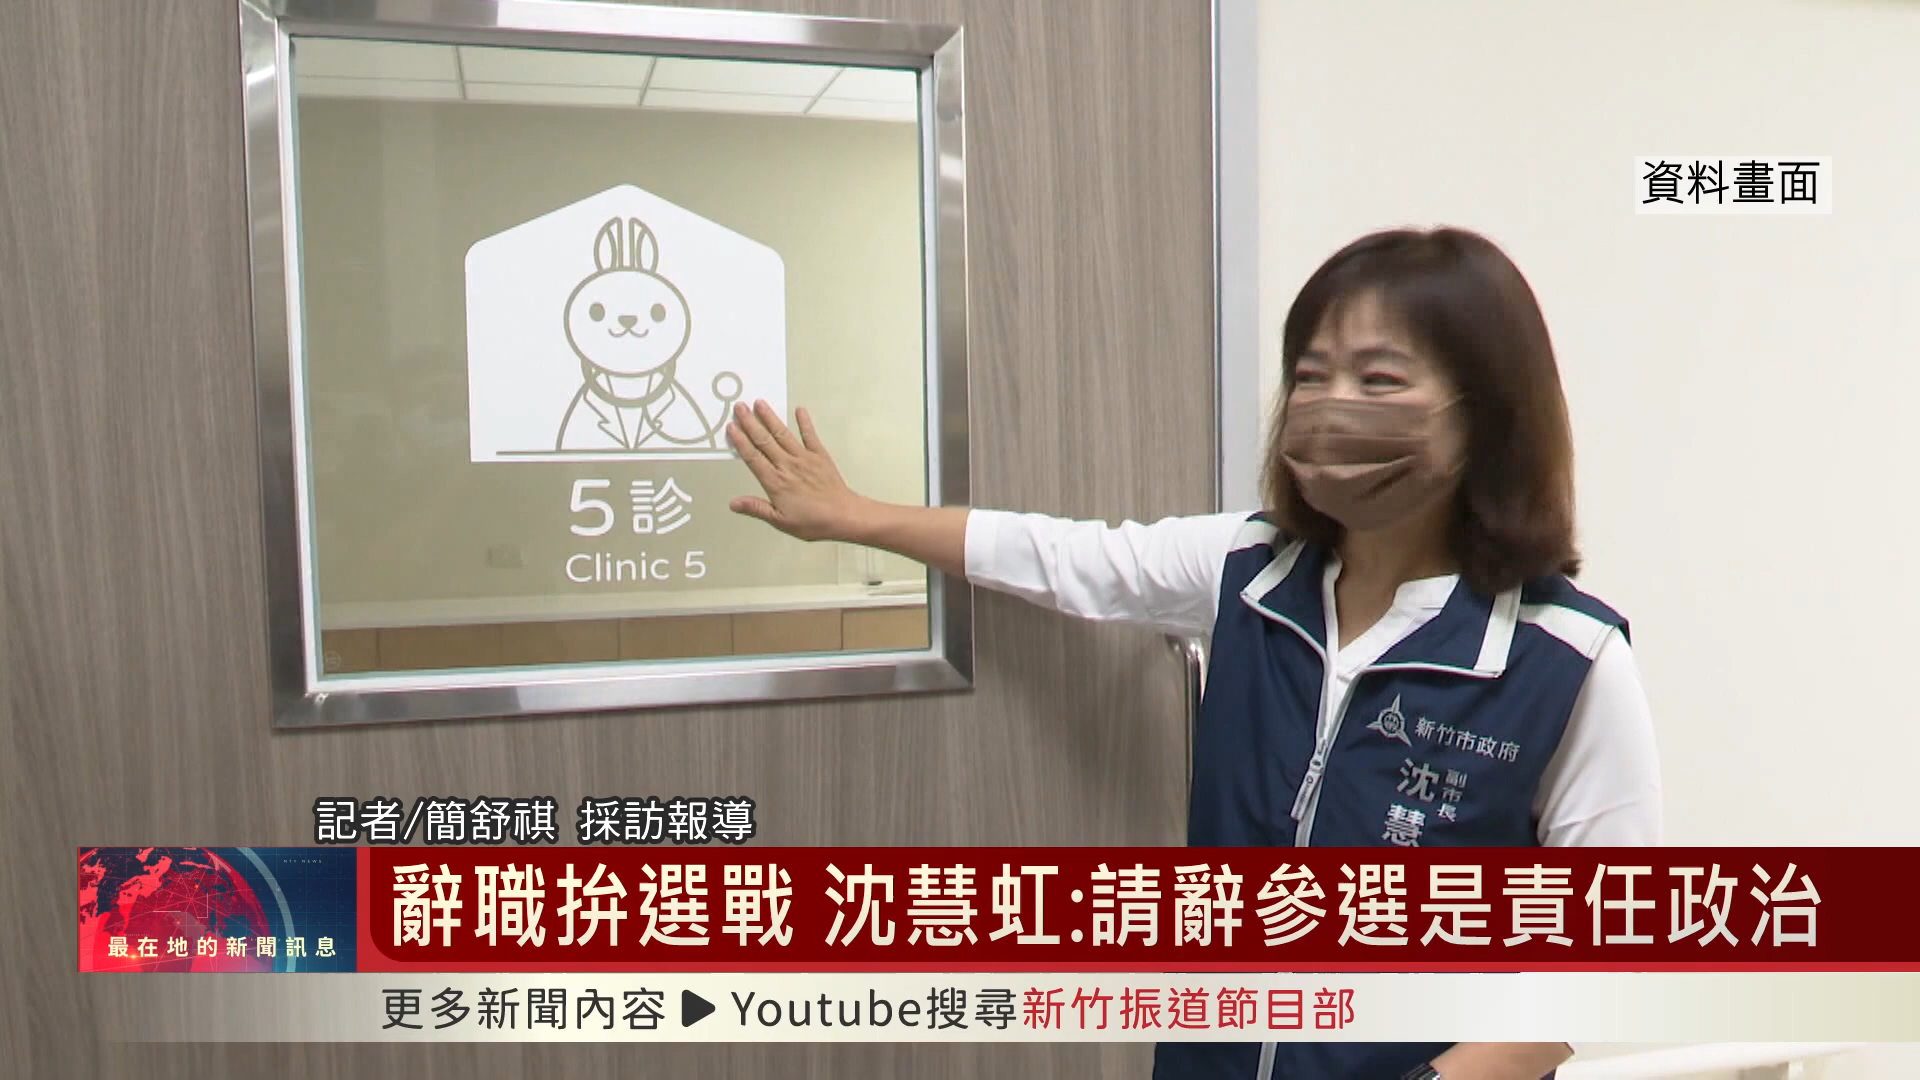 資料畫面
5診
Clinic 5
新竹市政府
副市長
沈慧
記者/簡舒祺 採訪報導
辭職拚選戰 沈慧虹:請辭參選是責任政治
最在地的新聞訊息
更多新聞內容▶Youtube搜尋新竹振道節目部